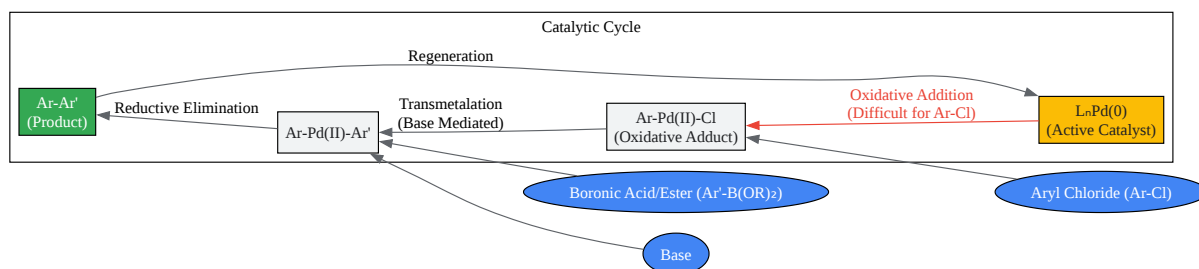 Catalytic Cycle
Regeneration
Ar-Ar'
(Product)
Reductive Elimination
Ar-Pd(II)-Ar'
Transmetalation
(Base Mediated)
Ar-Pd(II)-Cl
(Oxidative Adduct)
Oxidative Addition
(Difficult for Ar-Cl)
LₙPd(0)
(Active Catalyst)
Boronic Acid/Ester (Ar'-B(OR)₂)
Aryl Chloride (Ar-Cl)
Base